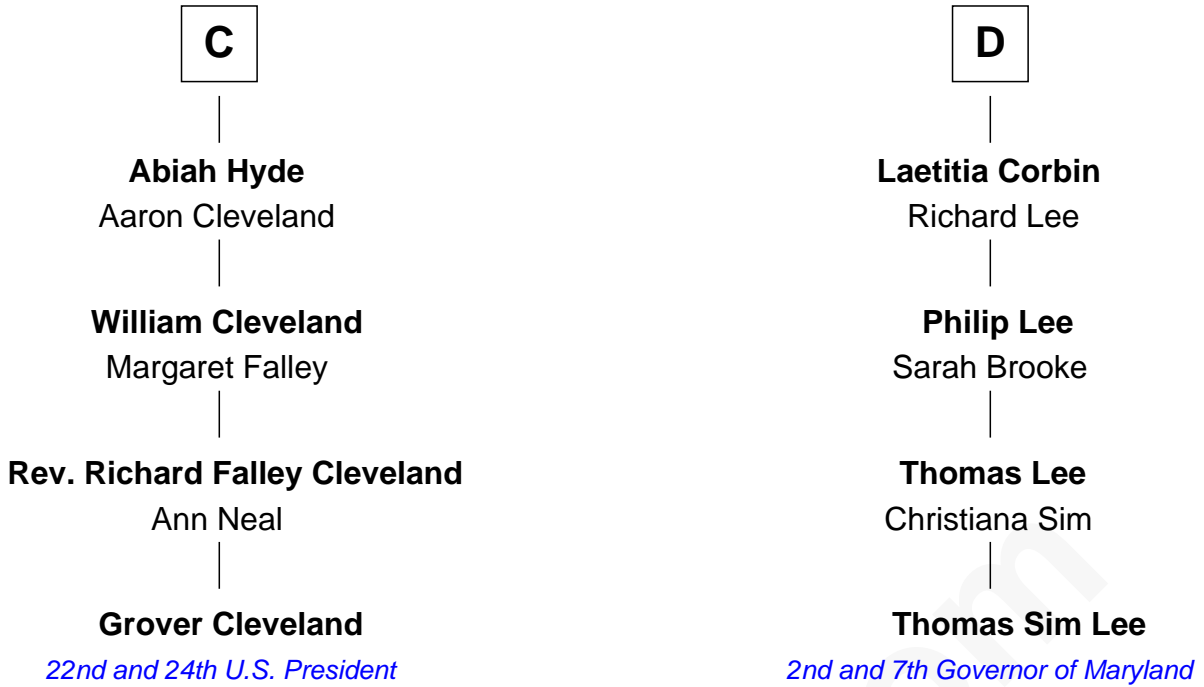 C
Abiah Hyde
Aaron Cleveland
William Cleveland
Margaret Falley
Rev. Richard Falley Cleveland
Ann Neal
Grover Cleveland
22nd and 24th U.S. President
D
Laetitia Corbin
Richard Lee
Philip Lee
Sarah Brooke
Thomas Lee
Christiana Sim
Thomas Sim Lee
2nd and 7th Governor of Maryland